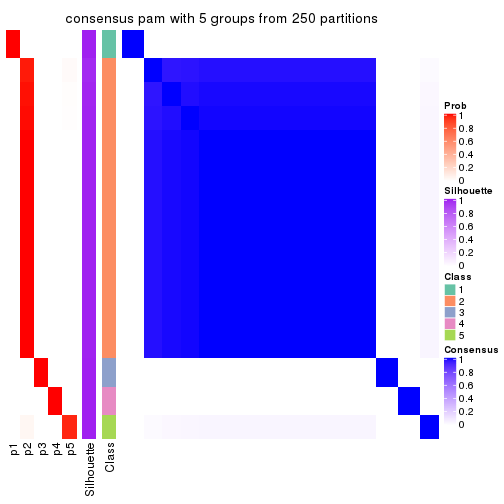 consensus pam with 5 groups from 250 partitions
Prob
1
0.8
0.6
0.4
0.2
0
Silhouette
1
0.8
0.6
0.4
0.2
0
Class
1
2
3
4
5
Consensus
1
0.8
0.6
0.4
0.2
0
p1
p2
p3
p4
p5
Silhouette
Class